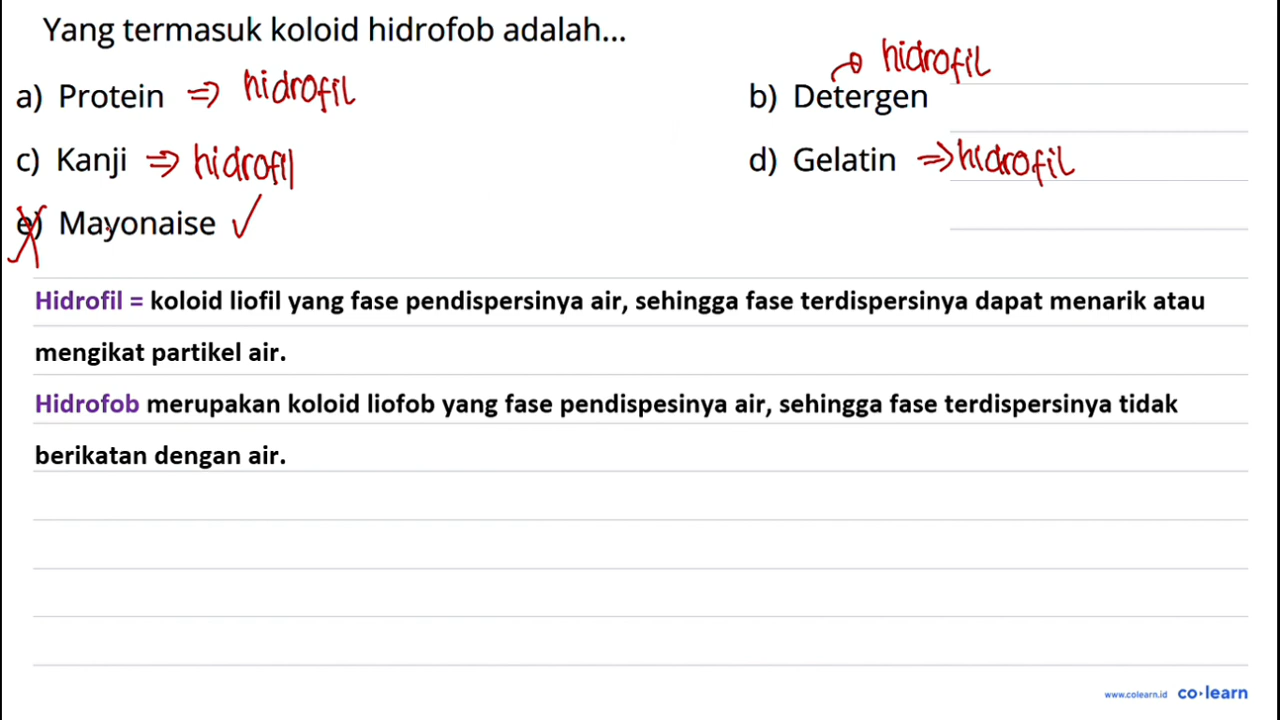 Yang termasuk koloid hidrofob adalah...
hidrofil
a) Protein ⇒ hidrofil
b) Detergen
c) Kanji ⇒ hidrofil
d) Gelatin ⇒ hidrofil
e) Mayonaise ✓
Hidrofil = koloid liofil yang fase pendispersinya air, sehingga fase terdispersinya dapat menarik atau
mengikat partikel air.
Hidrofob merupakan koloid liofob yang fase pendispesinya air, sehingga fase terdispersinya tidak
berikatan dengan air.
www.colearn.id co·learn